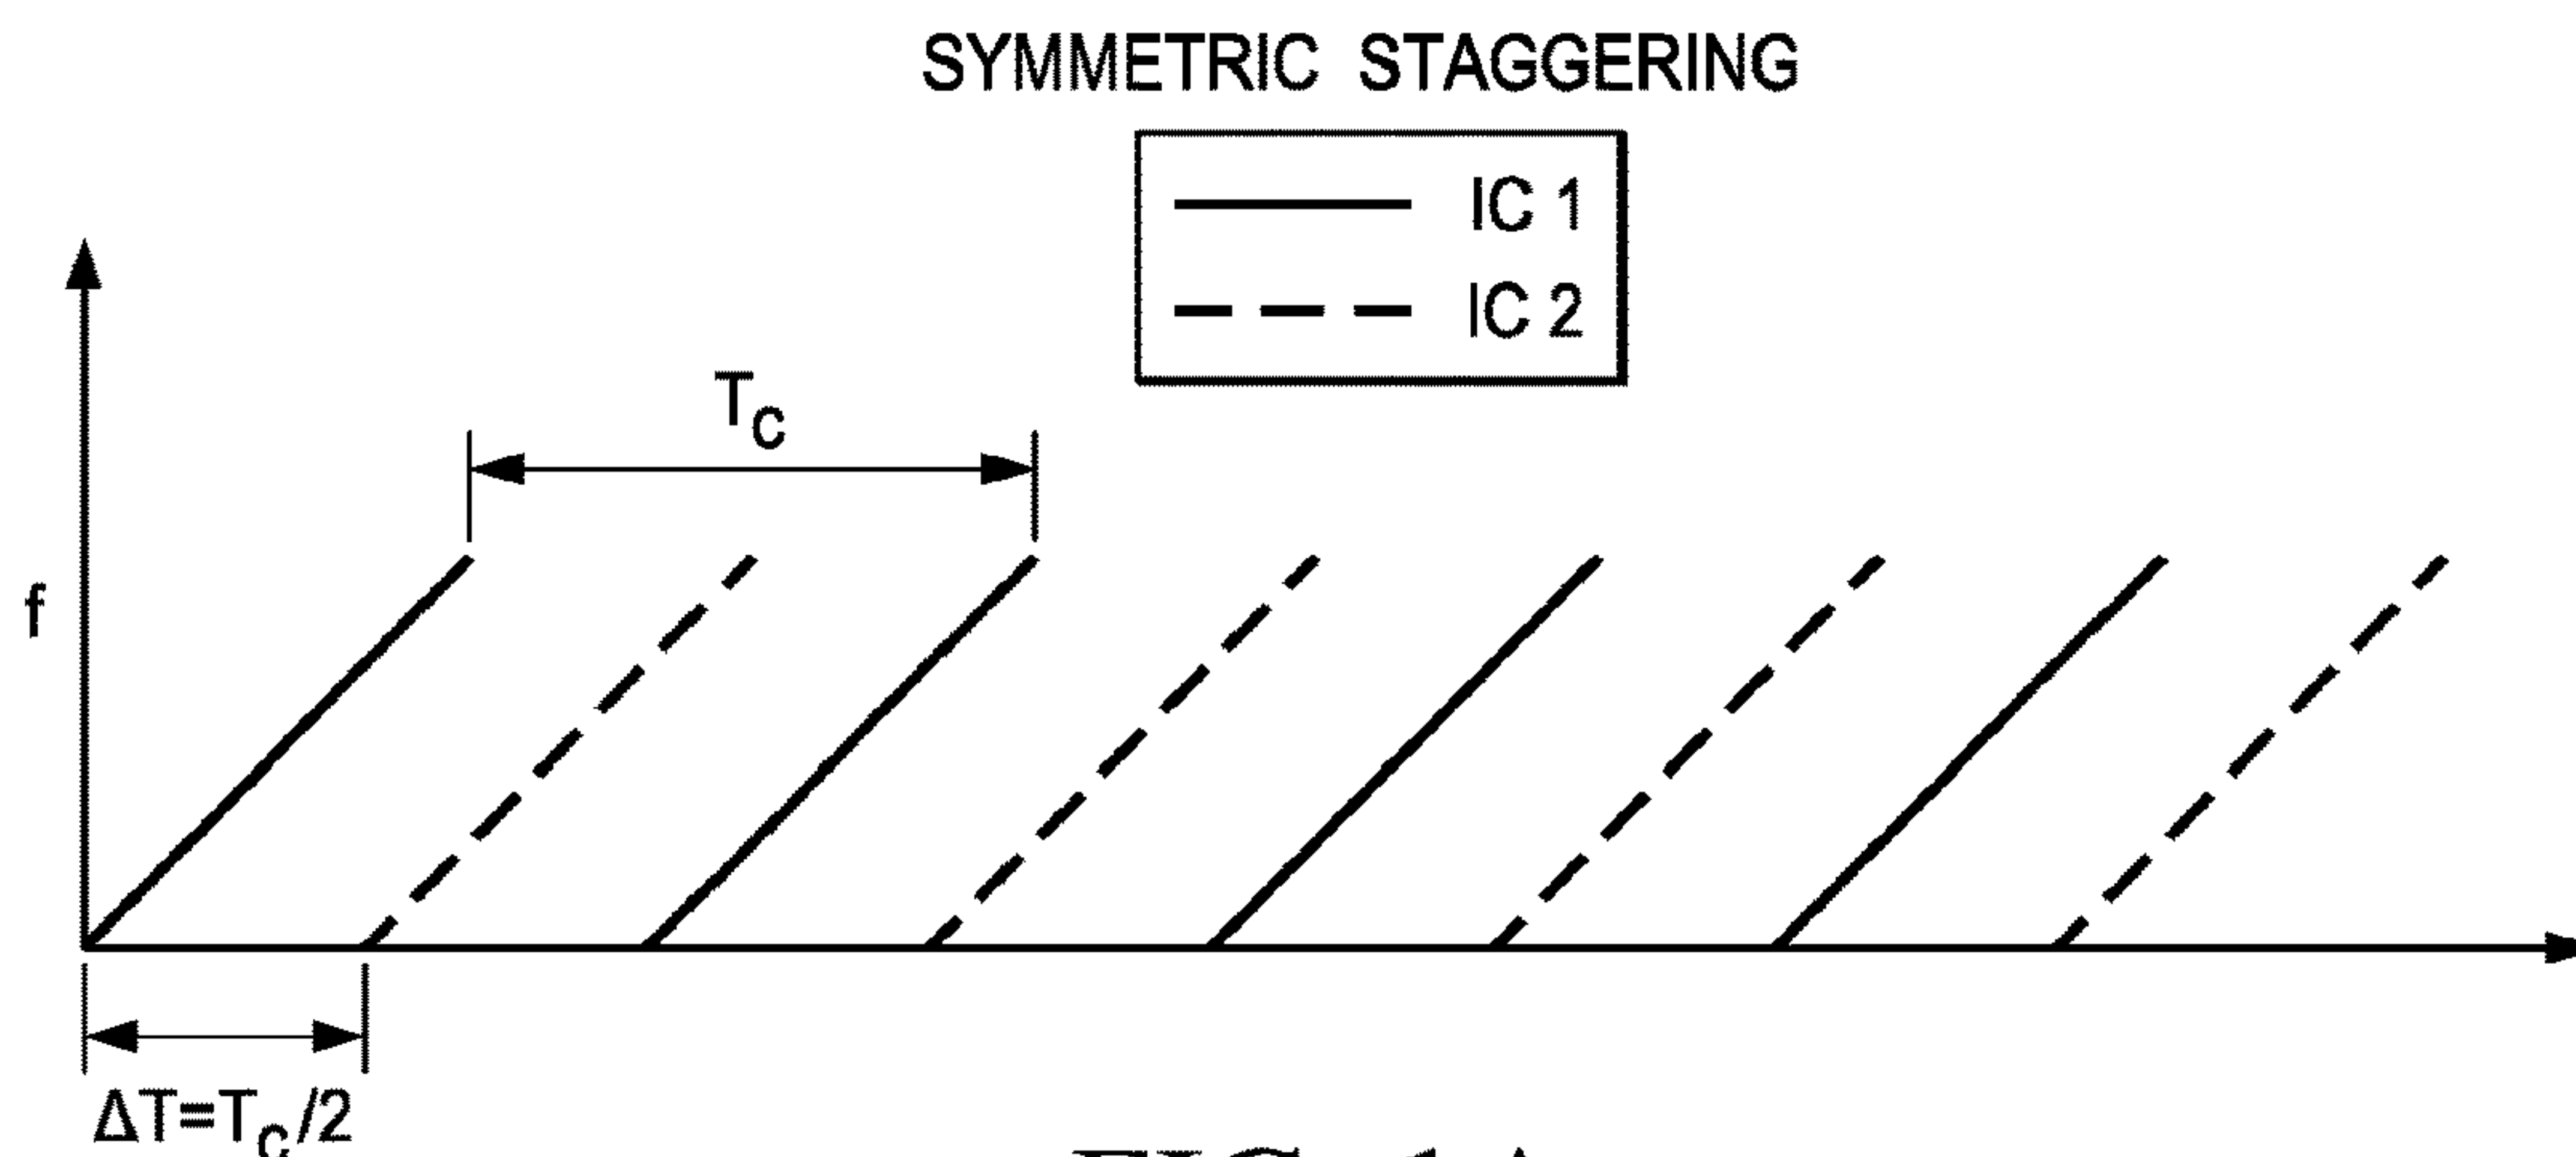 SYMMETRIC STAGGERING
IC 1
IC 2
T_C
f
ΔT=T_C/2